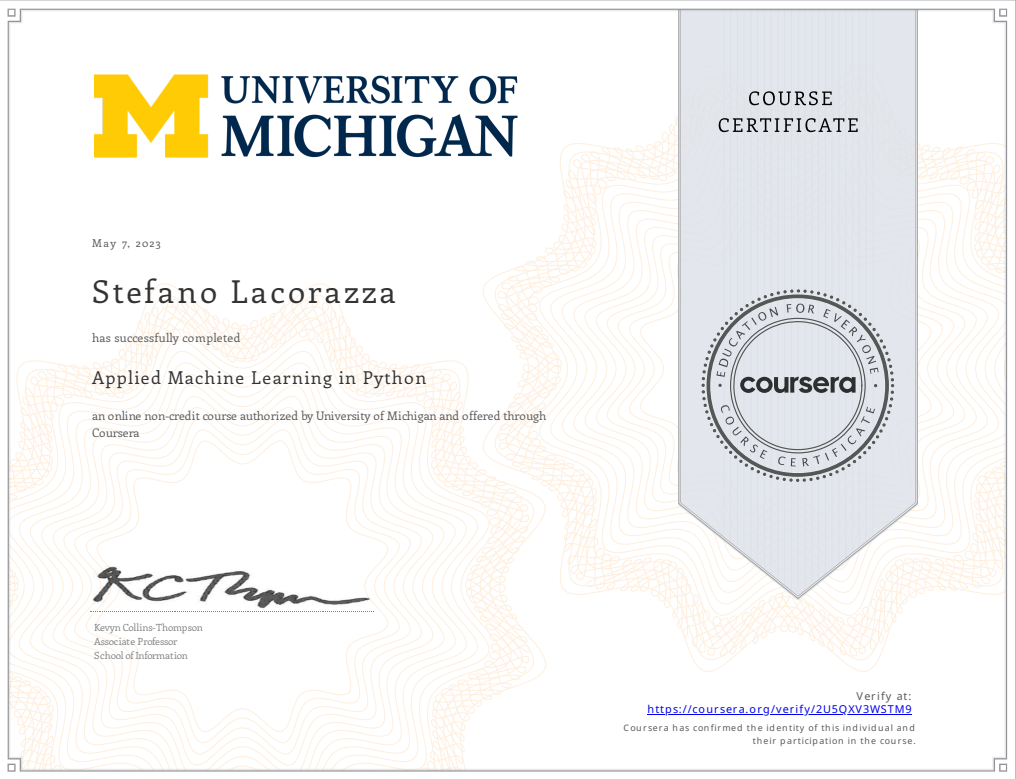 UNIVERSITY OF
MICHIGAN
COURSE
CERTIFICATE
May 7, 2023
Stefano Lacorazza
has successfully completed
Applied Machine Learning in Python
an online non-credit course authorized by University of Michigan and offered through
Coursera
EDUCATION FOR EVERYONE
coursera
COURSE CERTIFICATE
Kevyn Collins-Thompson
Associate Professor
School of Information
Verify at:
https://coursera.org/verify/2U5QXV3WSTM9
Coursera has confirmed the identity of this individual and
their participation in the course.